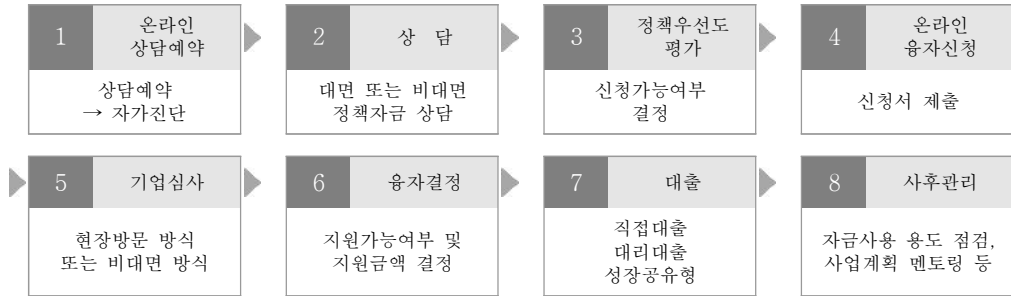 1
온라인
상담예약
상담예약
→ 자가진단
2
상 담
대면 또는 비대면
정책자금 상담
3
정책우선도
평가
신청가능여부
결정
4
온라인
융자신청
신청서 제출
5
기업심사
현장방문 방식
또는 비대면 방식
6
융자결정
지원가능여부 및
지원금액 결정
7
대출
직접대출
대리대출
성장공유형
8
사후관리
자금사용 용도 점검,
사업계획 멘토링 등